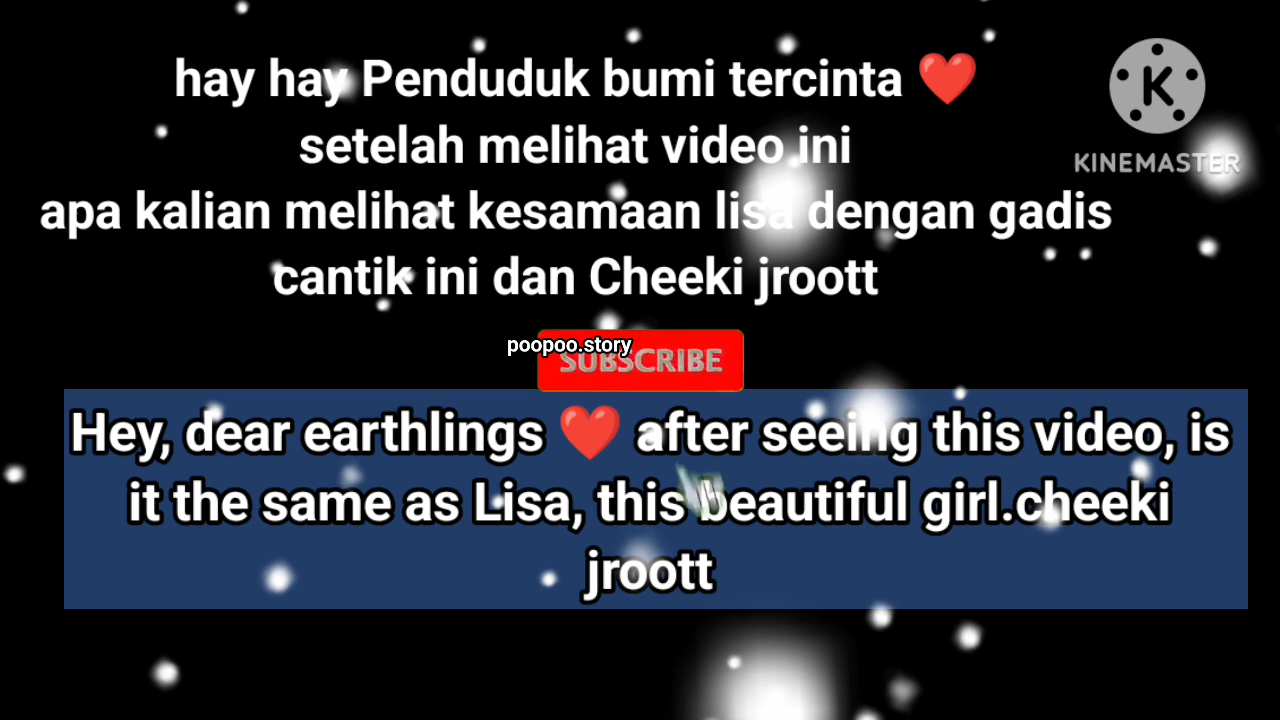 hay hay Penduduk bumi tercinta ❤️
setelah melihat video ini
apa kalian melihat kesamaan lisa dengan gadis
cantik ini dan Cheeki jroott
KINEMASTER
poopoo.story
SUBSCRIBE
Hey, dear earthlings ❤️ after seeing this video, is
it the same as Lisa, this beautiful girl.cheeki
jroott